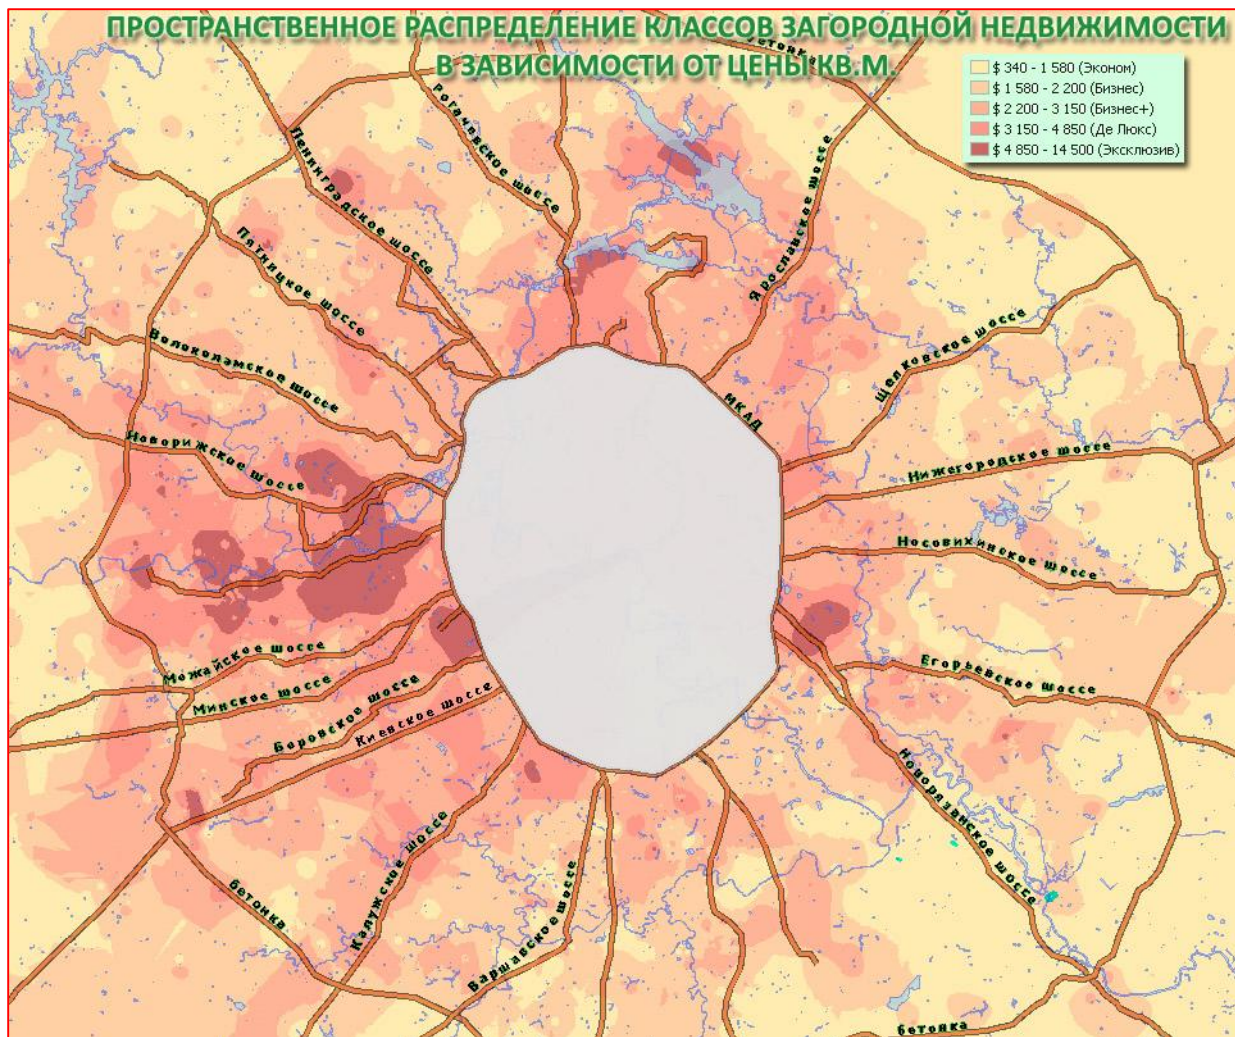 ПРОСТРАНСТВЕННОЕ РАСПРЕДЕЛЕНИЕ КЛАССОВ ЗАГОРОДНОЙ НЕДВИЖИМОСТИ
В ЗАВИСИМОСТИ ОТ ЦЕНЫ КВ.М.
бетонка
$ 340 - 1 580 (Эконом)
$ 1 580 - 2 200 (Бизнес)
$ 2 200 - 3 150 (Бизнес+)
$ 3 150 - 4 850 (Де Люкс)
$ 4 850 - 14 500 (Эксклюзив)
Рогачевское шоссе
Ленинградское шоссе
Ярославское шоссе
Пятницкое шоссе
Волоколамское шоссе
Щелковское шоссе
МКАД
Новорижское шоссе
Нижегородское шоссе
Носовихинское шоссе
Можайское шоссе
Минское шоссе
Боровское шоссе
Киевское шоссе
Егорьевское шоссе
Новорязанское шоссе
Калужское шоссе
бетонка
Варшавское шоссе
бетонка